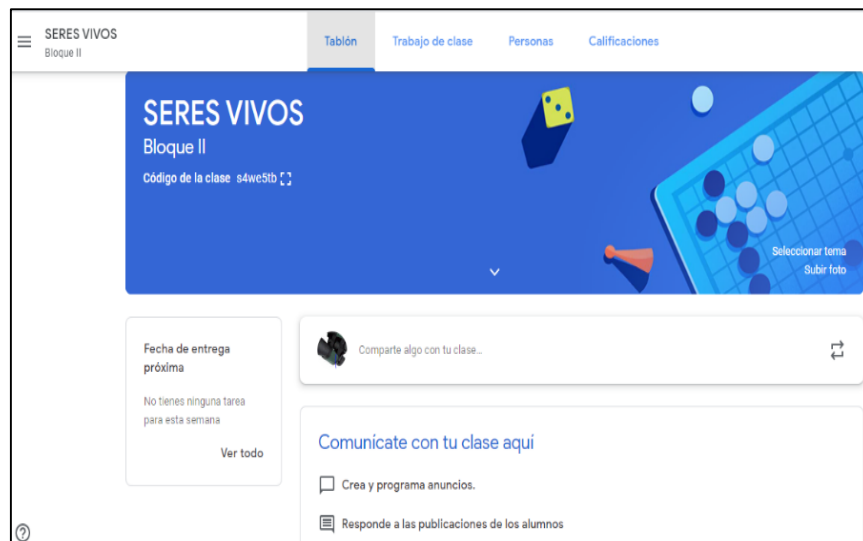 SERES VIVOS
Bloque II
Tablón
Trabajo de clase
Personas
Calificaciones
SERES VIVOS
Bloque II
Código de la clase s4we5tb
Seleccionar tema
Subir foto
Fecha de entrega
próxima
No tienes ninguna tarea
para esta semana
Ver todo
Comparte algo con tu clase...
Comunícate con tu clase aquí
Crea y programa anuncios.
Responde a las publicaciones de los alumnos